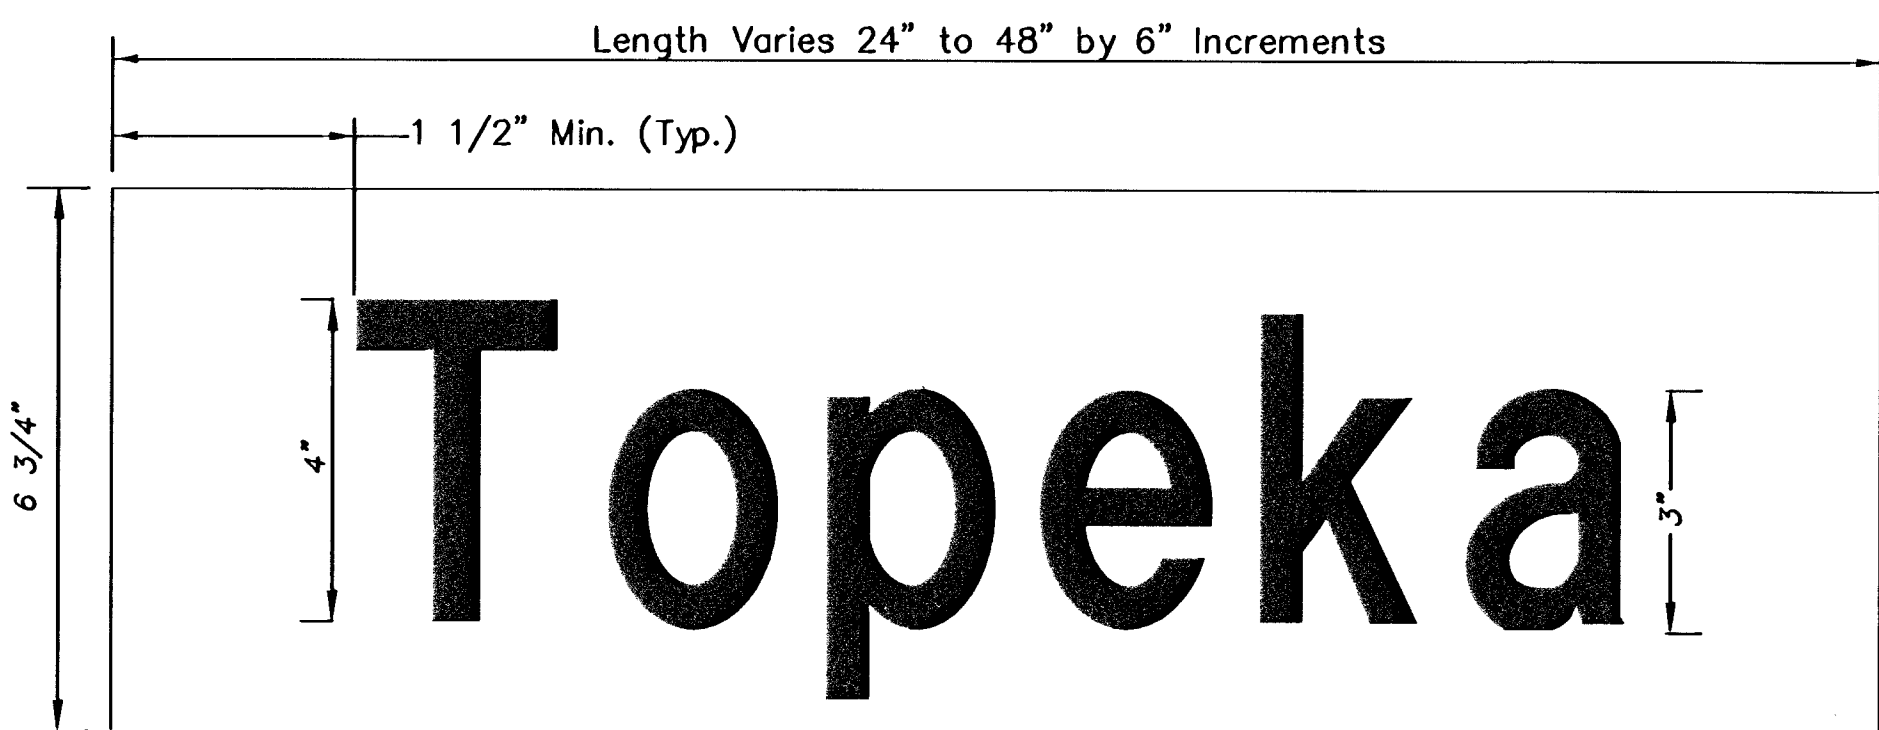 Length Varies 24" to 48" by 6" Increments
1 1/2" Min. (Typ.)
6 3/4"
4"
Topeka
3"